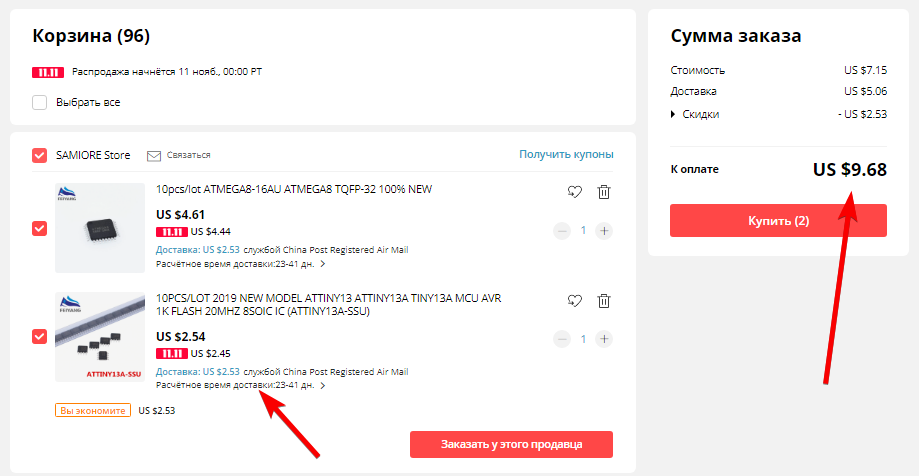 Корзина (96)
11.11 Распродажа начнётся 11 нояб., 00:00 PT
Выбрать все
SAMIORE Store Связаться Получить купоны
FEIYANG
10pcs/lot ATMEGA8-16AU ATMEGA8 TQFP-32 100% NEW
US $4.61
11.11 US $4.44
1
Доставка: US $2.53 службой China Post Registered Air Mail
Расчётное время доставки:23-41 дн.
FEIYANG
ATTINY13A-SSU
10PCS/LOT 2019 NEW MODEL ATTINY13 ATTINY13A TINY13A MCU AVR
1K FLASH 20MHZ 8SOIC IC (ATTINY13A-SSU)
US $2.54
11.11 US $2.45
1
Доставка: US $2.53 службой China Post Registered Air Mail
Расчётное время доставки:23-41 дн.
Вы экономите US $2.53
Заказать у этого продавца
Сумма заказа
Стоимость US $7.15
Доставка US $5.06
Скидки - US $2.53
К оплате US $9.68
Купить (2)